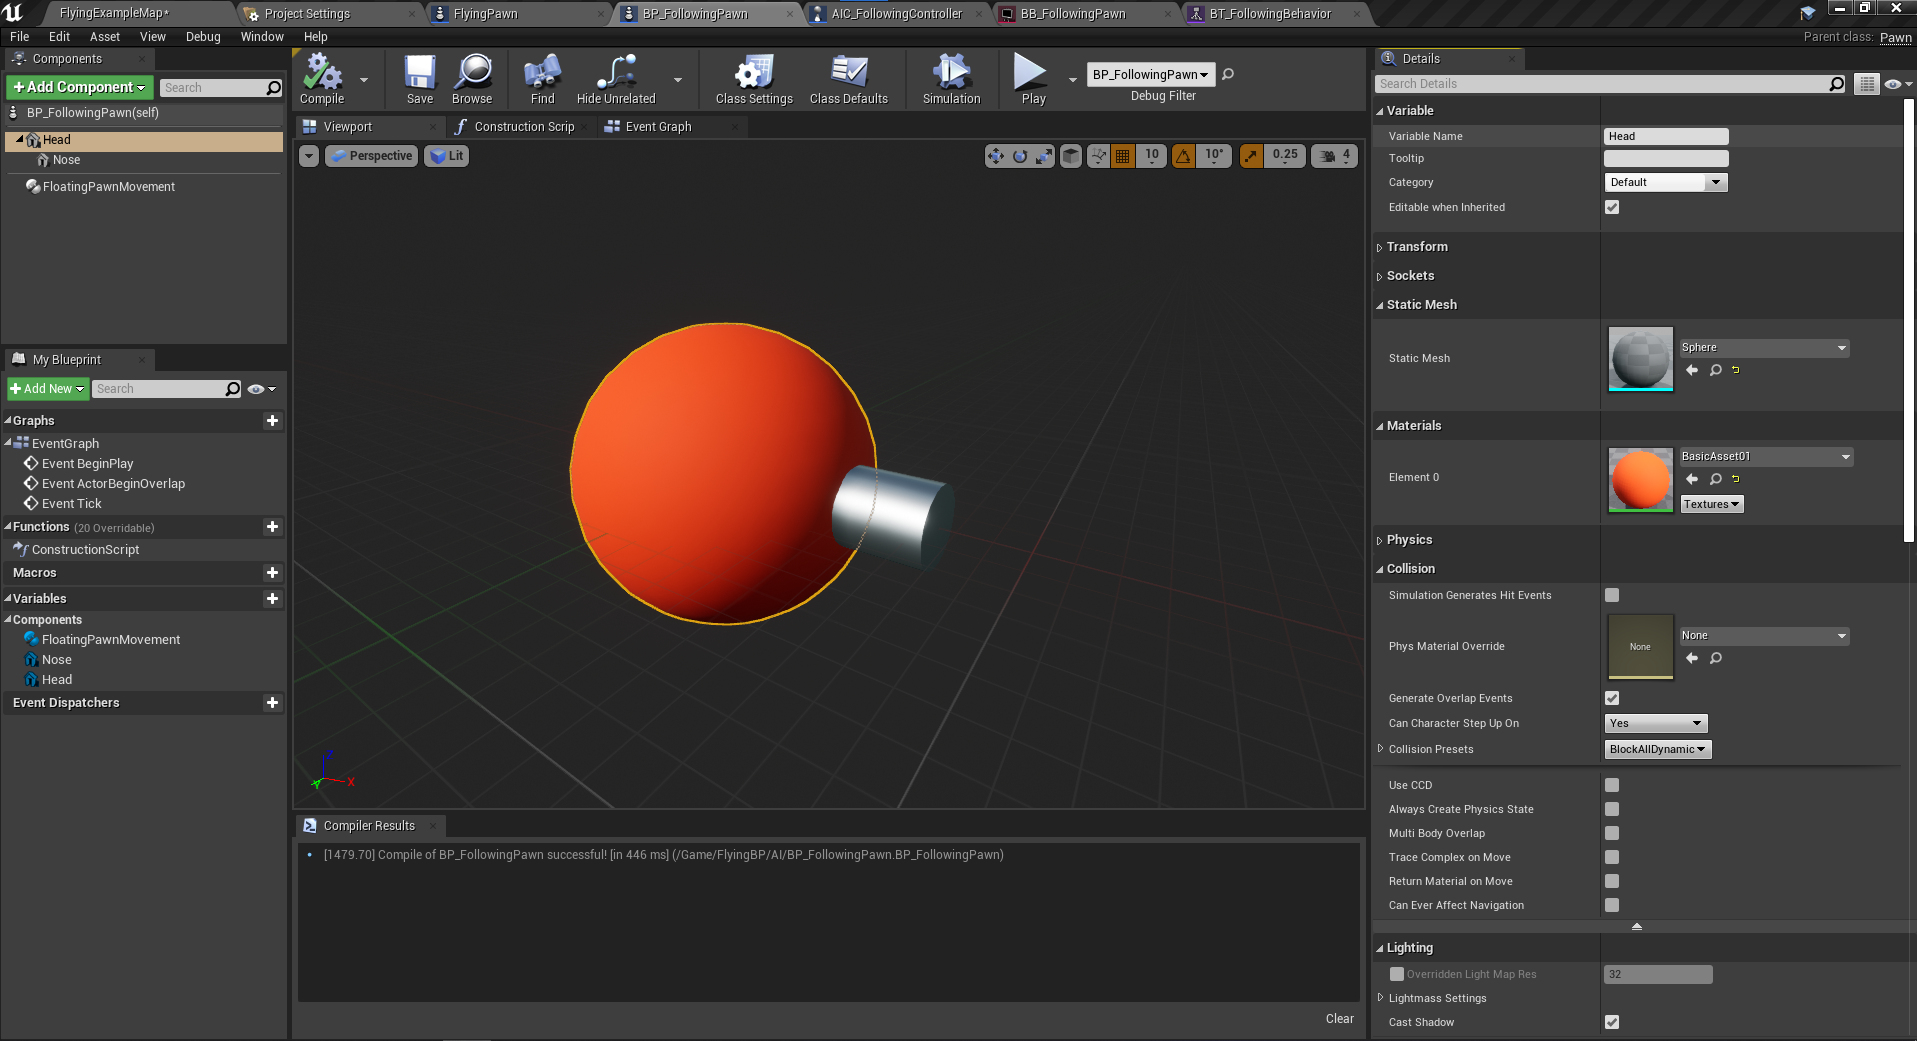 FlyingExampleMap*
Project Settings
FlyingPawn
BP_FollowingPawn
AIC_FollowingController
BB_FollowingPawn
BT_FollowingBehavior
File Edit Asset View Debug Window Help
Parent class: Pawn
Components
+Add Component
Search
BP_FollowingPawn(self)
Head
Nose
FloatingPawnMovement
My Blueprint
+Add New
Search
Graphs
EventGraph
Event BeginPlay
Event ActorBeginOverlap
Event Tick
Functions (20 Overridable)
ConstructionScript
Macros
Variables
Components
FloatingPawnMovement
Nose
Head
Event Dispatchers
Compile
Save
Browse
Find
Hide Unrelated
Class Settings
Class Defaults
Simulation
Play
BP_FollowingPawn
Debug Filter
Viewport
Construction Scrip
Event Graph
Perspective
Lit
10
10°
0.25
4
Z
X
Y
Compiler Results
[1479.70] Compile of BP_FollowingPawn successful! [in 446 ms] (/Game/FlyingBP/AI/BP_FollowingPawn.BP_FollowingPawn)
Clear
Details
Search Details
Variable
Variable Name Head
Tooltip
Category Default
Editable when Inherited
Transform
Sockets
Static Mesh
Static Mesh Sphere
Materials
Element 0 BasicAsset01
Textures
Physics
Collision
Simulation Generates Hit Events
Phys Material Override None None
Generate Overlap Events
Can Character Step Up On Yes
Collision Presets BlockAllDynamic
Use CCD
Always Create Physics State
Multi Body Overlap
Trace Complex on Move
Return Material on Move
Can Ever Affect Navigation
Lighting
Overridden Light Map Res 32
Lightmass Settings
Cast Shadow